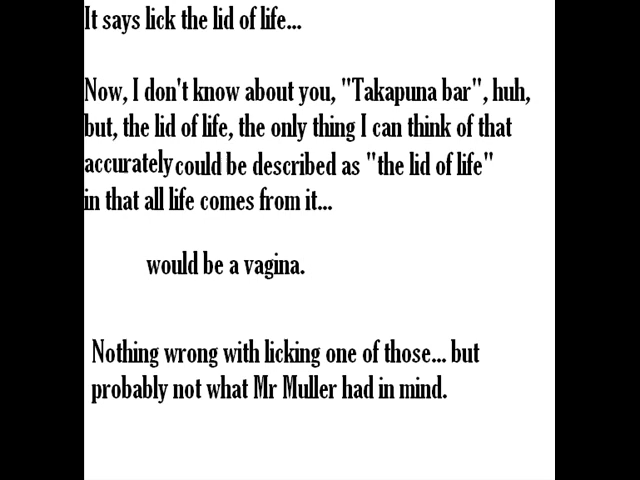 It says lick the lid of life...
Now, I don't know about you, "Takapuna bar", huh,
but, the lid of life, the only thing I can think of that
accurately could be described as "the lid of life"
in that all life comes from it...
would be a vagina.
Nothing wrong with licking one of those... but
probably not what Mr Muller had in mind.